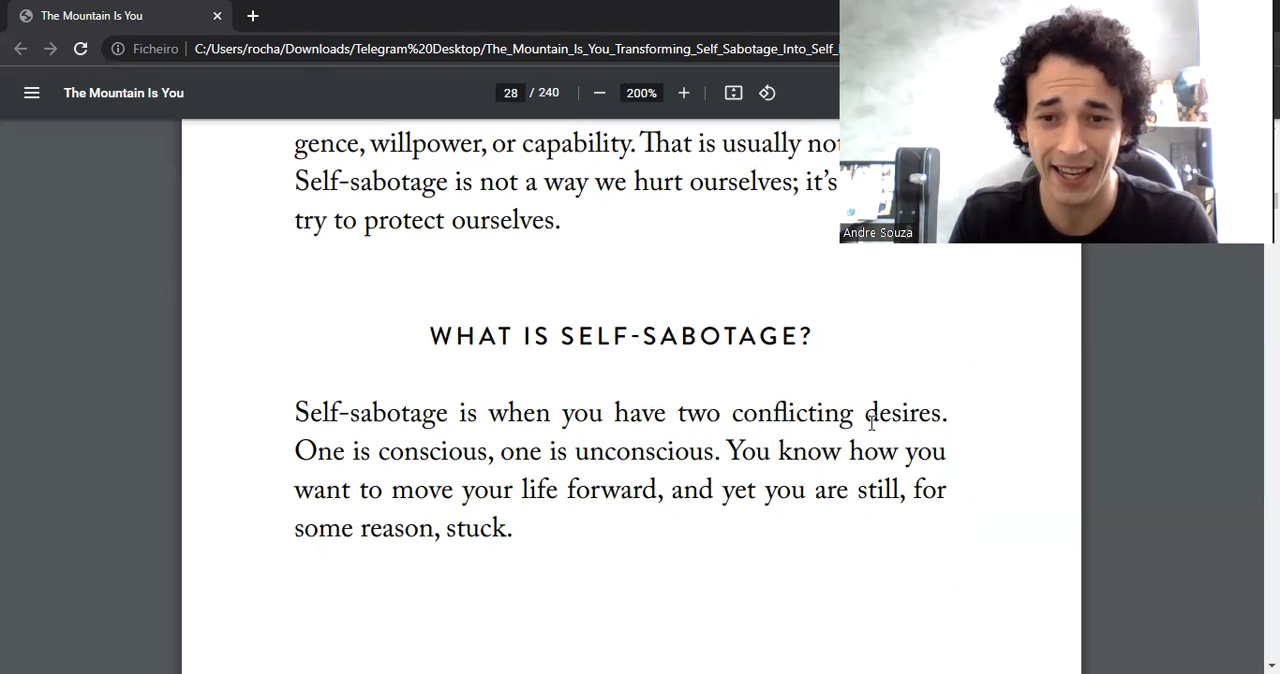 The Mountain Is You
Ficheiro
C:/Users/rocha/Downloads/Telegram%20Desktop/The_Mountain_Is_You_Transforming_Self_Sabotage_Into_Self_
The Mountain Is You
28 / 240
200%
gence, willpower, or capability. That is usually not
Self-sabotage is not a way we hurt ourselves; it's
try to protect ourselves.
Andre Souza
WHAT IS SELF-SABOTAGE?
Self-sabotage is when you have two conflicting desires.
One is conscious, one is unconscious. You know how you
want to move your life forward, and yet you are still, for
some reason, stuck.